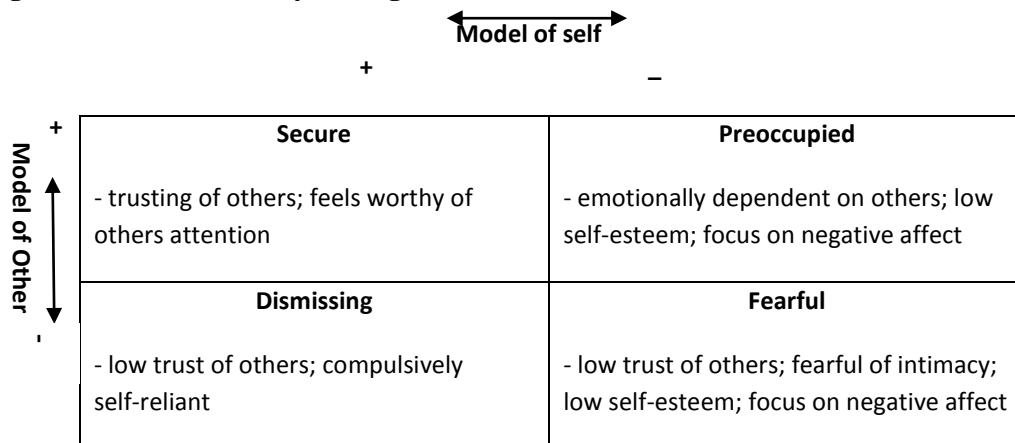 Model of self
+ –
+
Model of Other
-
Secure
- trusting of others; feels worthy of
others attention
Preoccupied
- emotionally dependent on others; low
self-esteem; focus on negative affect
Dismissing
- low trust of others; compulsively
self-reliant
Fearful
- low trust of others; fearful of intimacy;
low self-esteem; focus on negative affect